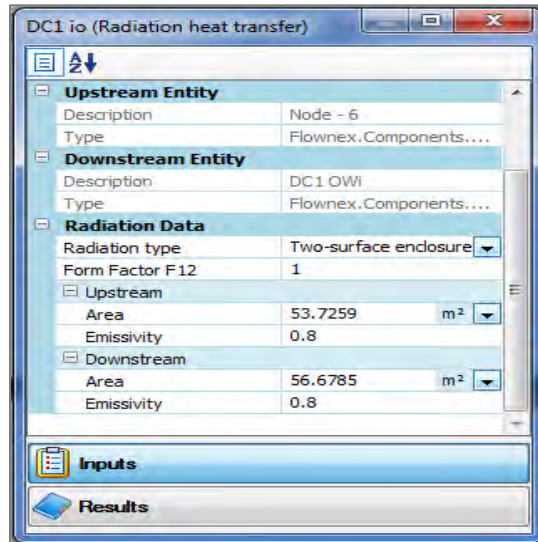 DC1 io (Radiation heat transfer)
Upstream Entity
Description Node - 6
Type Flownex.Components....
Downstream Entity
Description DC1 OWi
Type Flownex.Components....
Radiation Data
Radiation type Two-surface enclosure
Form Factor F12 1
Upstream
Area 53.7259 m²
Emissivity 0.8
Downstream
Area 56.6785 m²
Emissivity 0.8
Inputs
Results